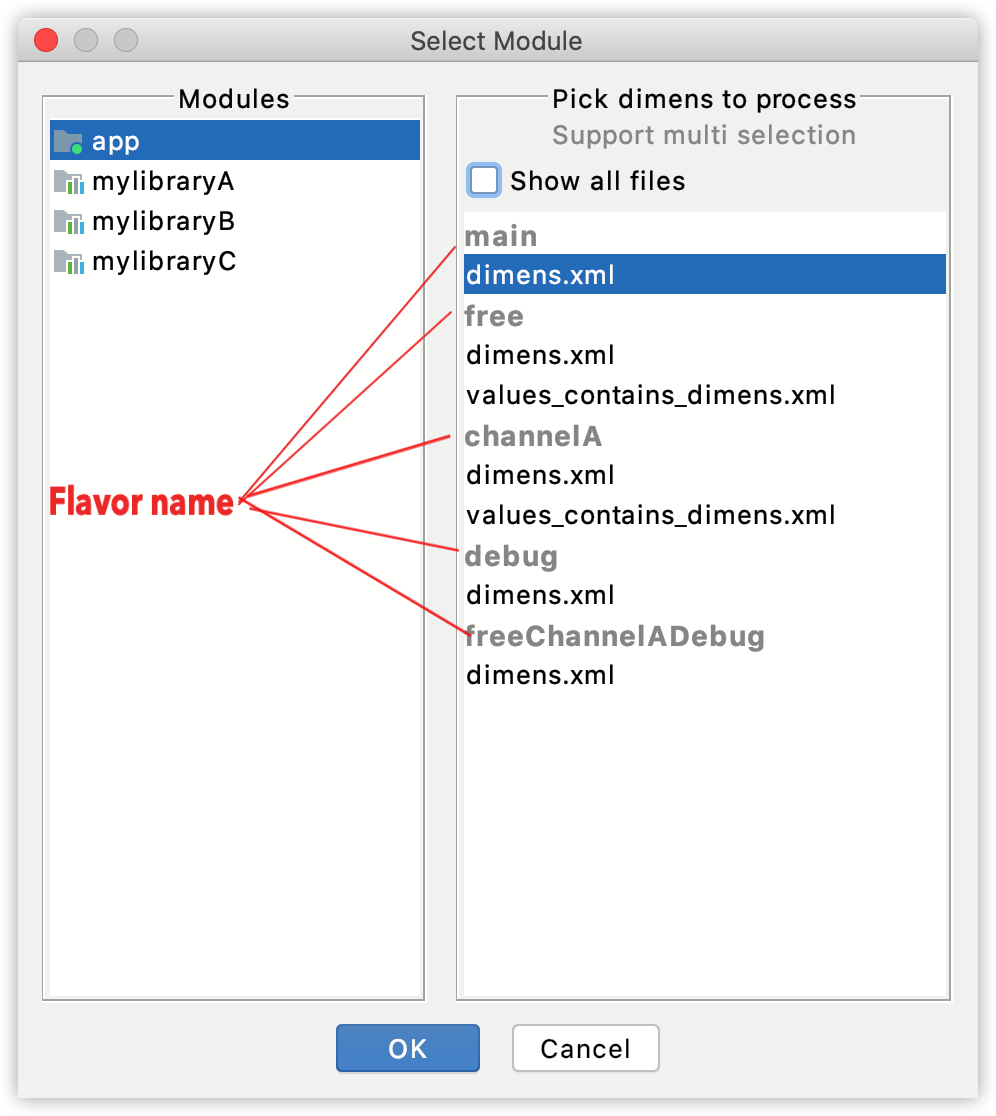 Select Module
Modules
app
mylibraryA
mylibraryB
mylibraryC
Flavor name
Pick dimens to process
Support multi selection
Show all files
main
dimens.xml
free
dimens.xml
values_contains_dimens.xml
channelA
dimens.xml
values_contains_dimens.xml
debug
dimens.xml
freeChannelADebug
dimens.xml
OK
Cancel